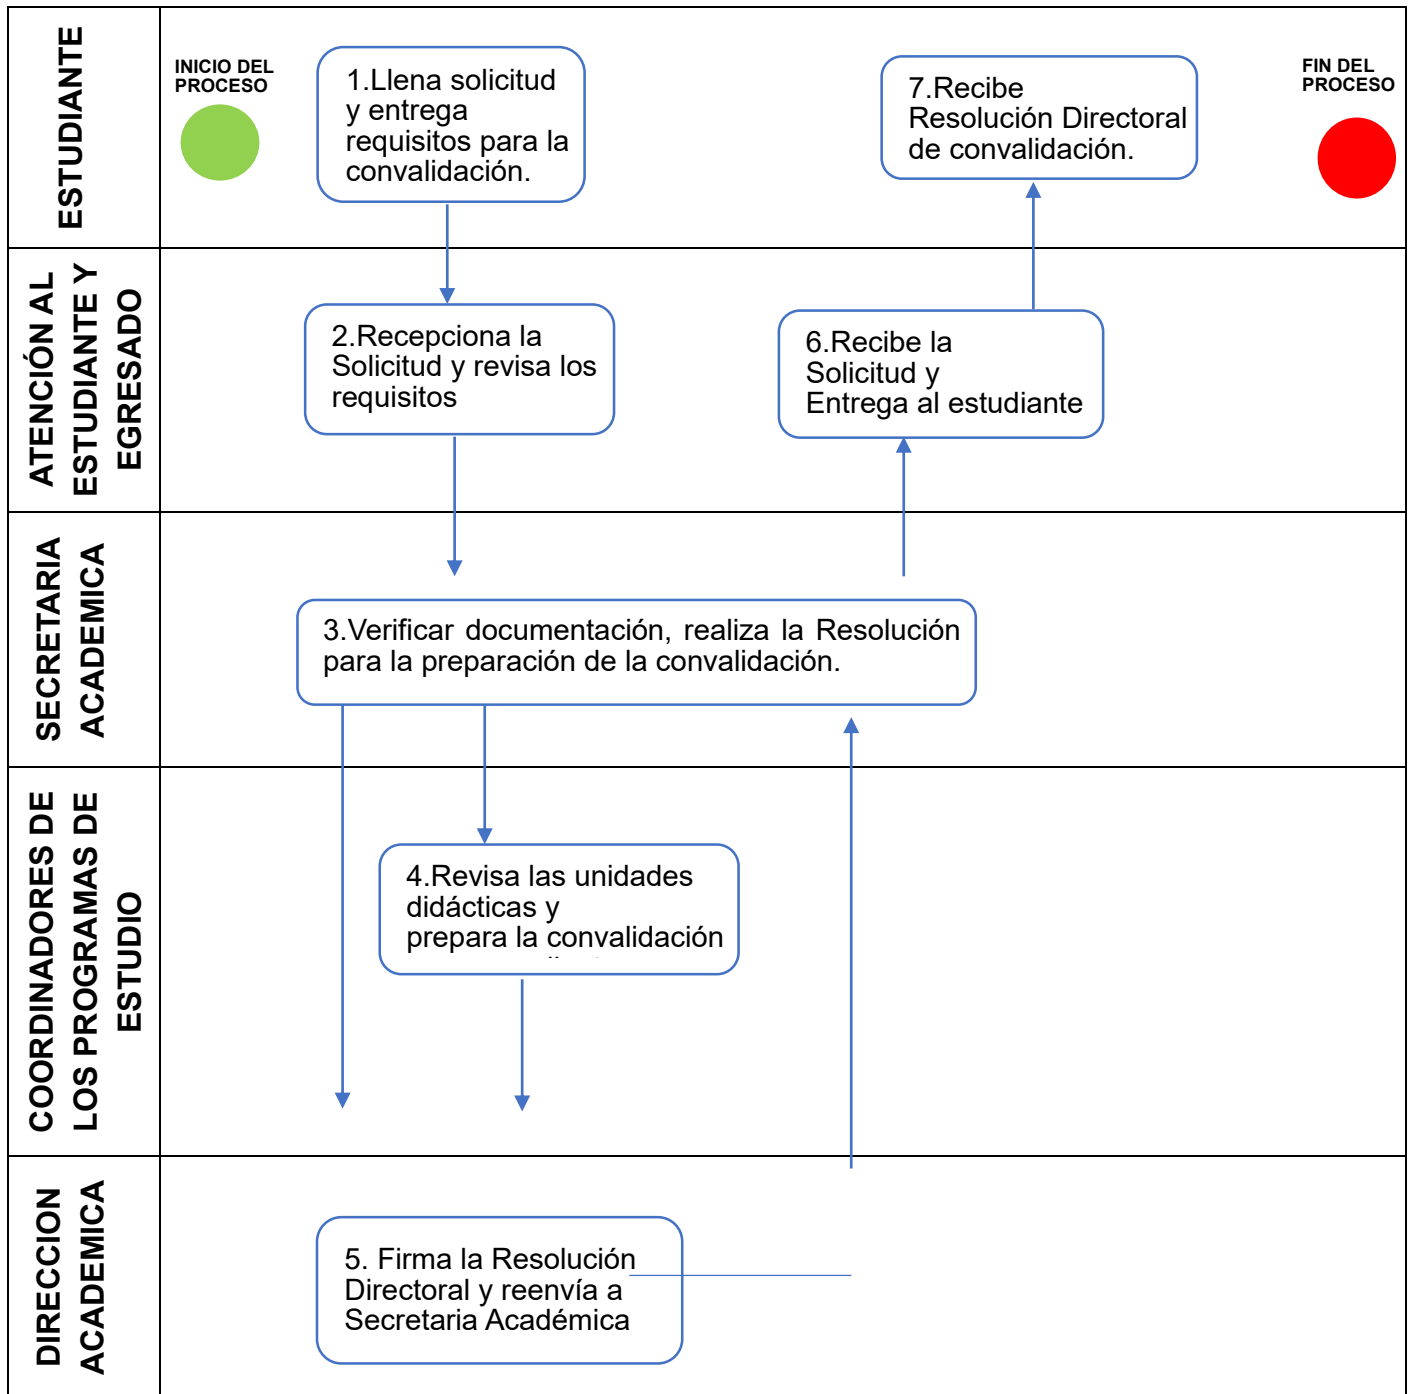 ESTUDIANTE
INICIO DEL
PROCESO
1.Llena solicitud
y entrega
requisitos para la
convalidación.
7.Recibe
Resolución Directoral
de convalidación.
FIN DEL
PROCESO
ATENCIÓN AL
ESTUDIANTE Y
EGRESADO
2.Recepciona la
Solicitud y revisa los
requisitos
6.Recibe la
Solicitud y
Entrega al estudiante
SECRETARIA
ACADEMICA
3.Verificar documentación, realiza la Resolución
para la preparación de la convalidación.
COORDINADORES DE
LOS PROGRAMAS DE
ESTUDIO
4.Revisa las unidades
didácticas y
prepara la convalidación
DIRECCION
ACADEMICA
5. Firma la Resolución
Directoral y reenvía a
Secretaria Académica